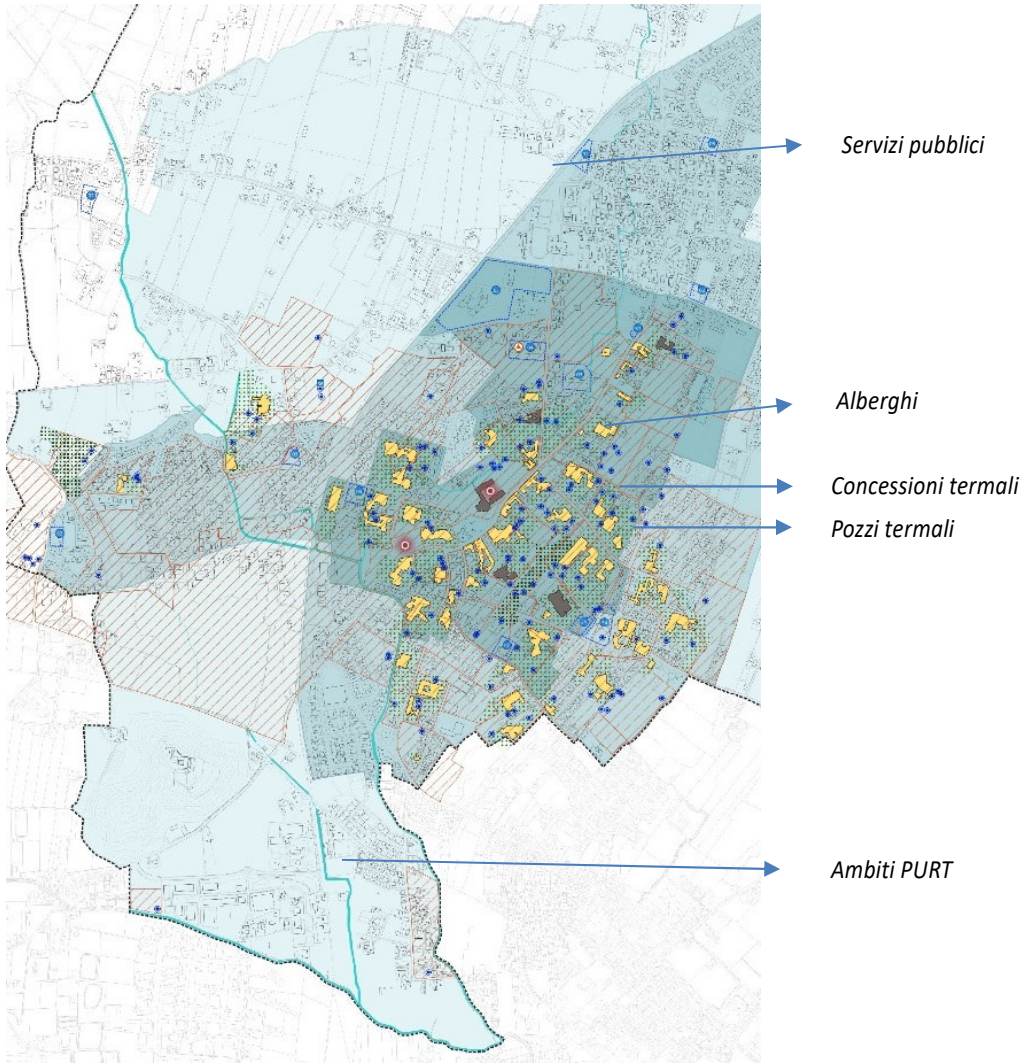 Servizi pubblici
Alberghi
Concessioni termali
Pozzi termali
Ambiti PURT